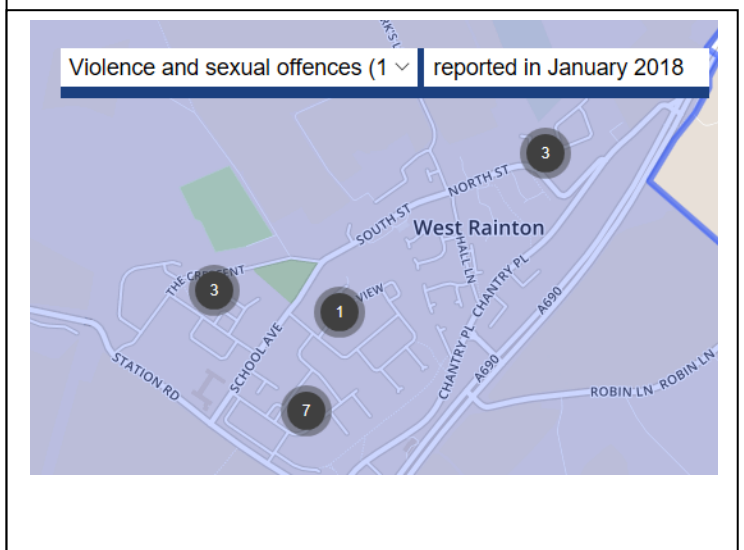 Violence and sexual offences (1
reported in January 2018
3
NORTH ST
SOUTH ST
West Rainton
HALL LN
THE CRESCENT
3
VIEW
1
CHANTRY PL
CHANTRY PL
A690
A690
STATION RD
SCHOOL AVE
7
ROBIN LN
ROBIN LN